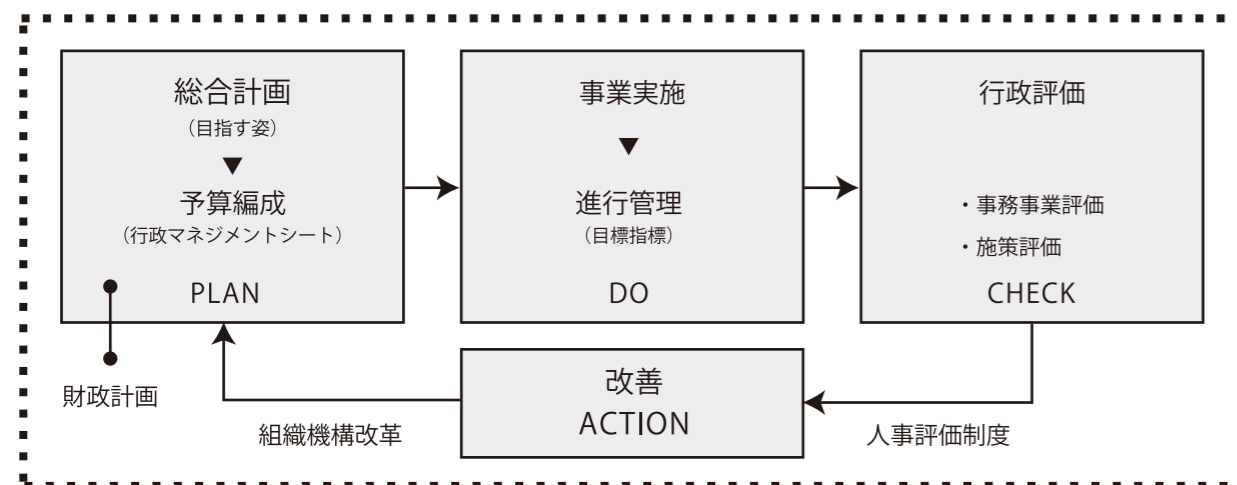 総合計画
（目指す姿）
▼
予算編成
（行政マネジメントシート）
PLAN
事業実施
▼
進行管理
（目標指標）
DO
行政評価
・事務事業評価
・施策評価
CHECK
改善
ACTION
財政計画
組織機構改革
人事評価制度